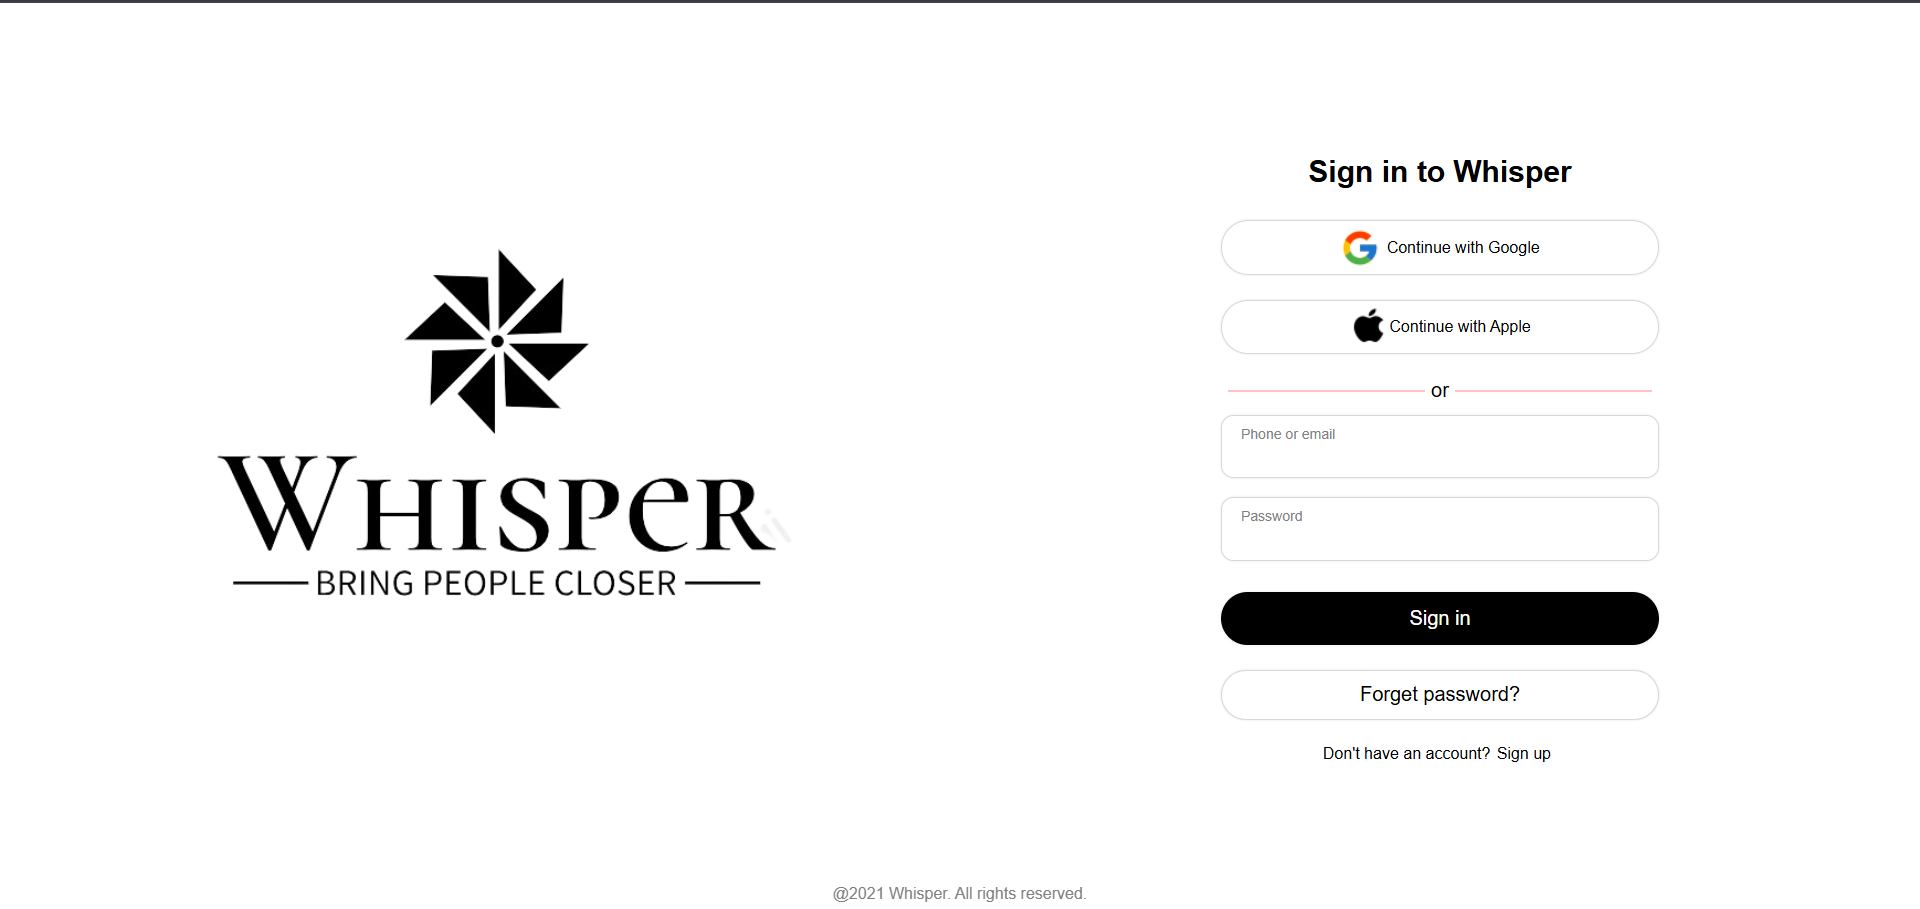 WHISPER
BRING PEOPLE CLOSER
Sign in to Whisper
Continue with Google
Continue with Apple
or
Phone or email
Password
Sign in
Forget password?
Don't have an account? Sign up
@2021 Whisper. All rights reserved.